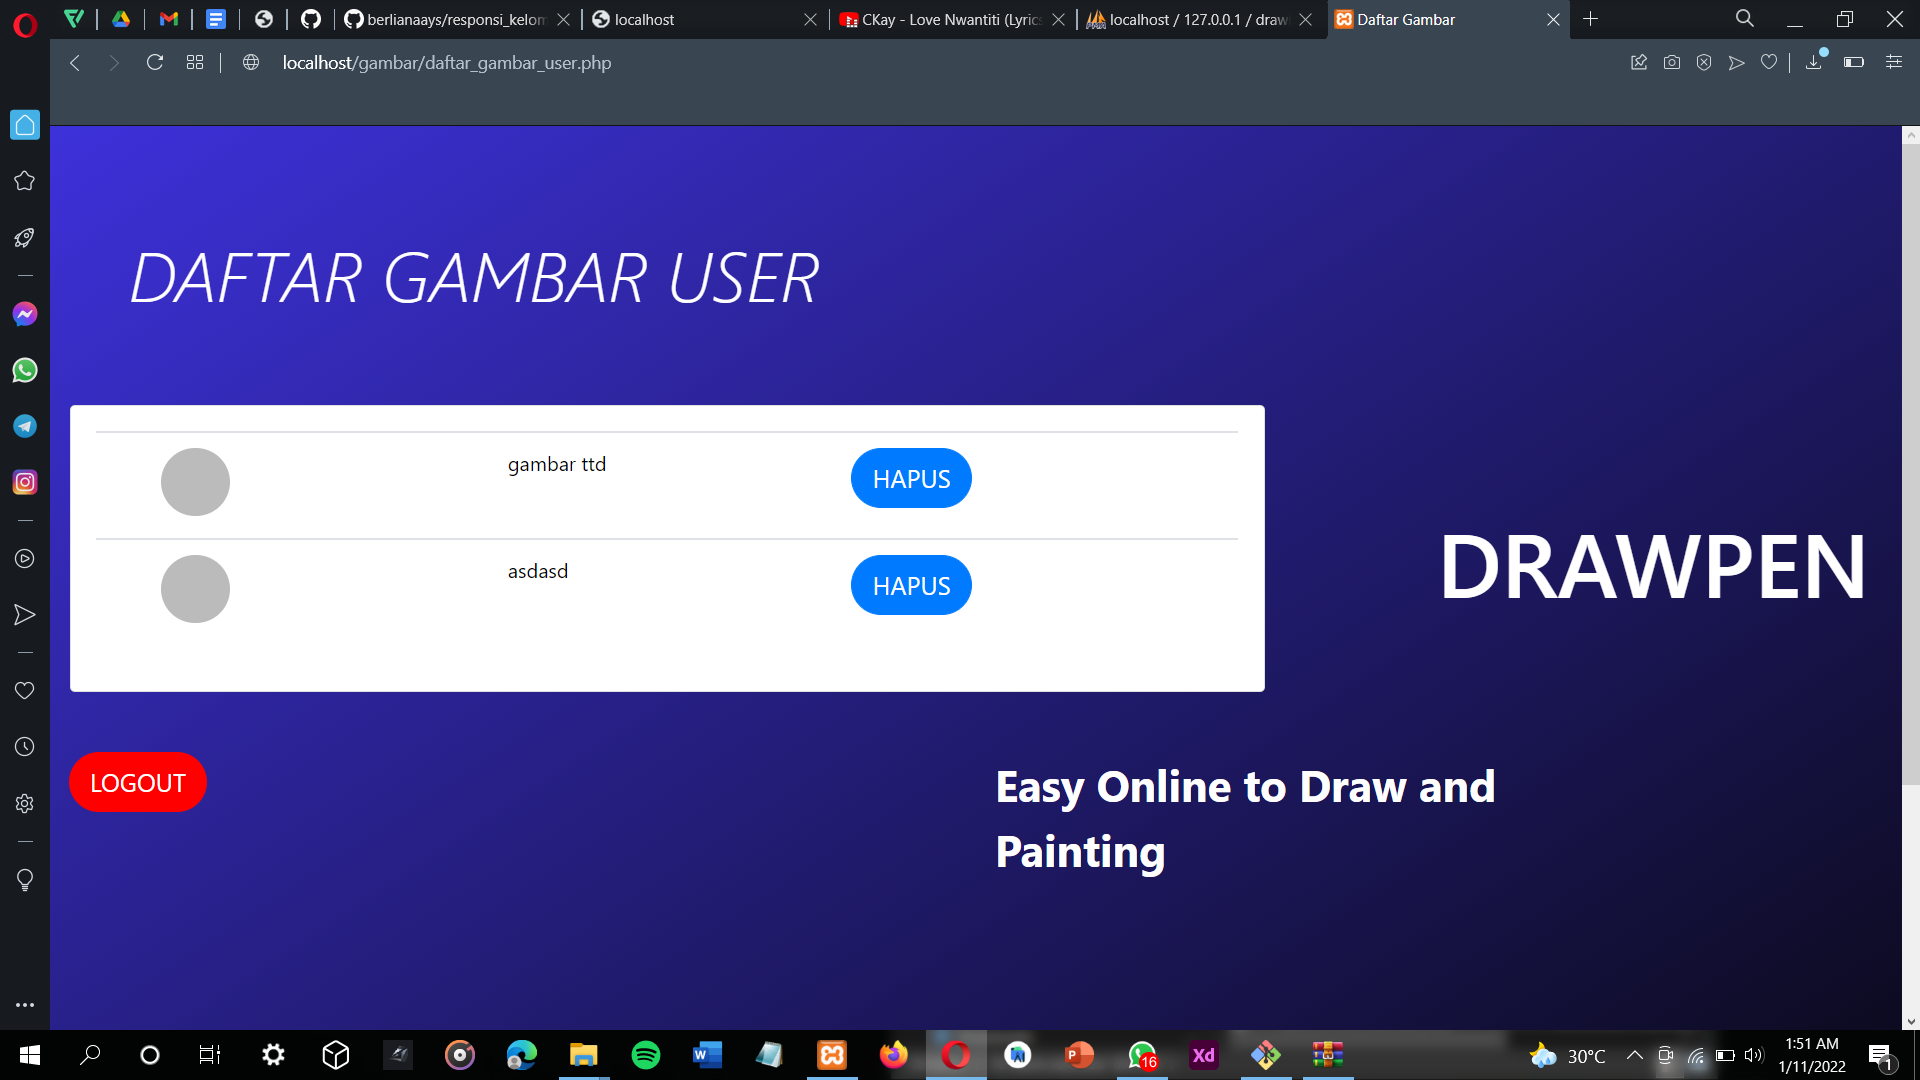 berlianaays/responsi_kelom
localhost
CKay - Love Nwantiti (Lyrics
localhost / 127.0.0.1 / draw
Daftar Gambar
localhost/gambar/daftar_gambar_user.php
DAFTAR GAMBAR USER
gambar ttd
HAPUS
asdasd
HAPUS
DRAWPEN
LOGOUT
Easy Online to Draw and
Painting
16
Xd
30°C
1:51 AM
1/11/2022
1